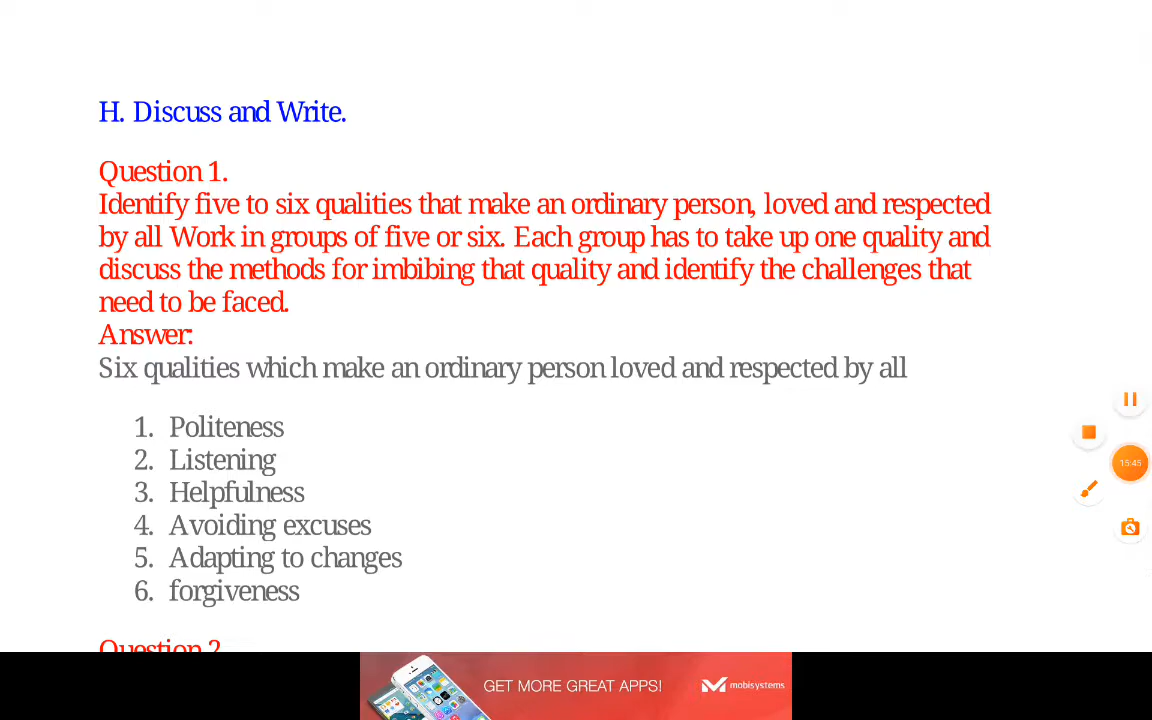 H. Discuss and Write.
Question 1.
Identify five to six qualities that make an ordinary person, loved and respected
by all Work in groups of five or six. Each group has to take up one quality and
discuss the methods for imbibing that quality and identify the challenges that
need to be faced.
Answer:
Six qualities which make an ordinary person loved and respected by all
1. Politeness
2. Listening
3. Helpfulness
4. Avoiding excuses
5. Adapting to changes
6. forgiveness
15:45
Question 2
GET MORE GREAT APPS!
mobisystems